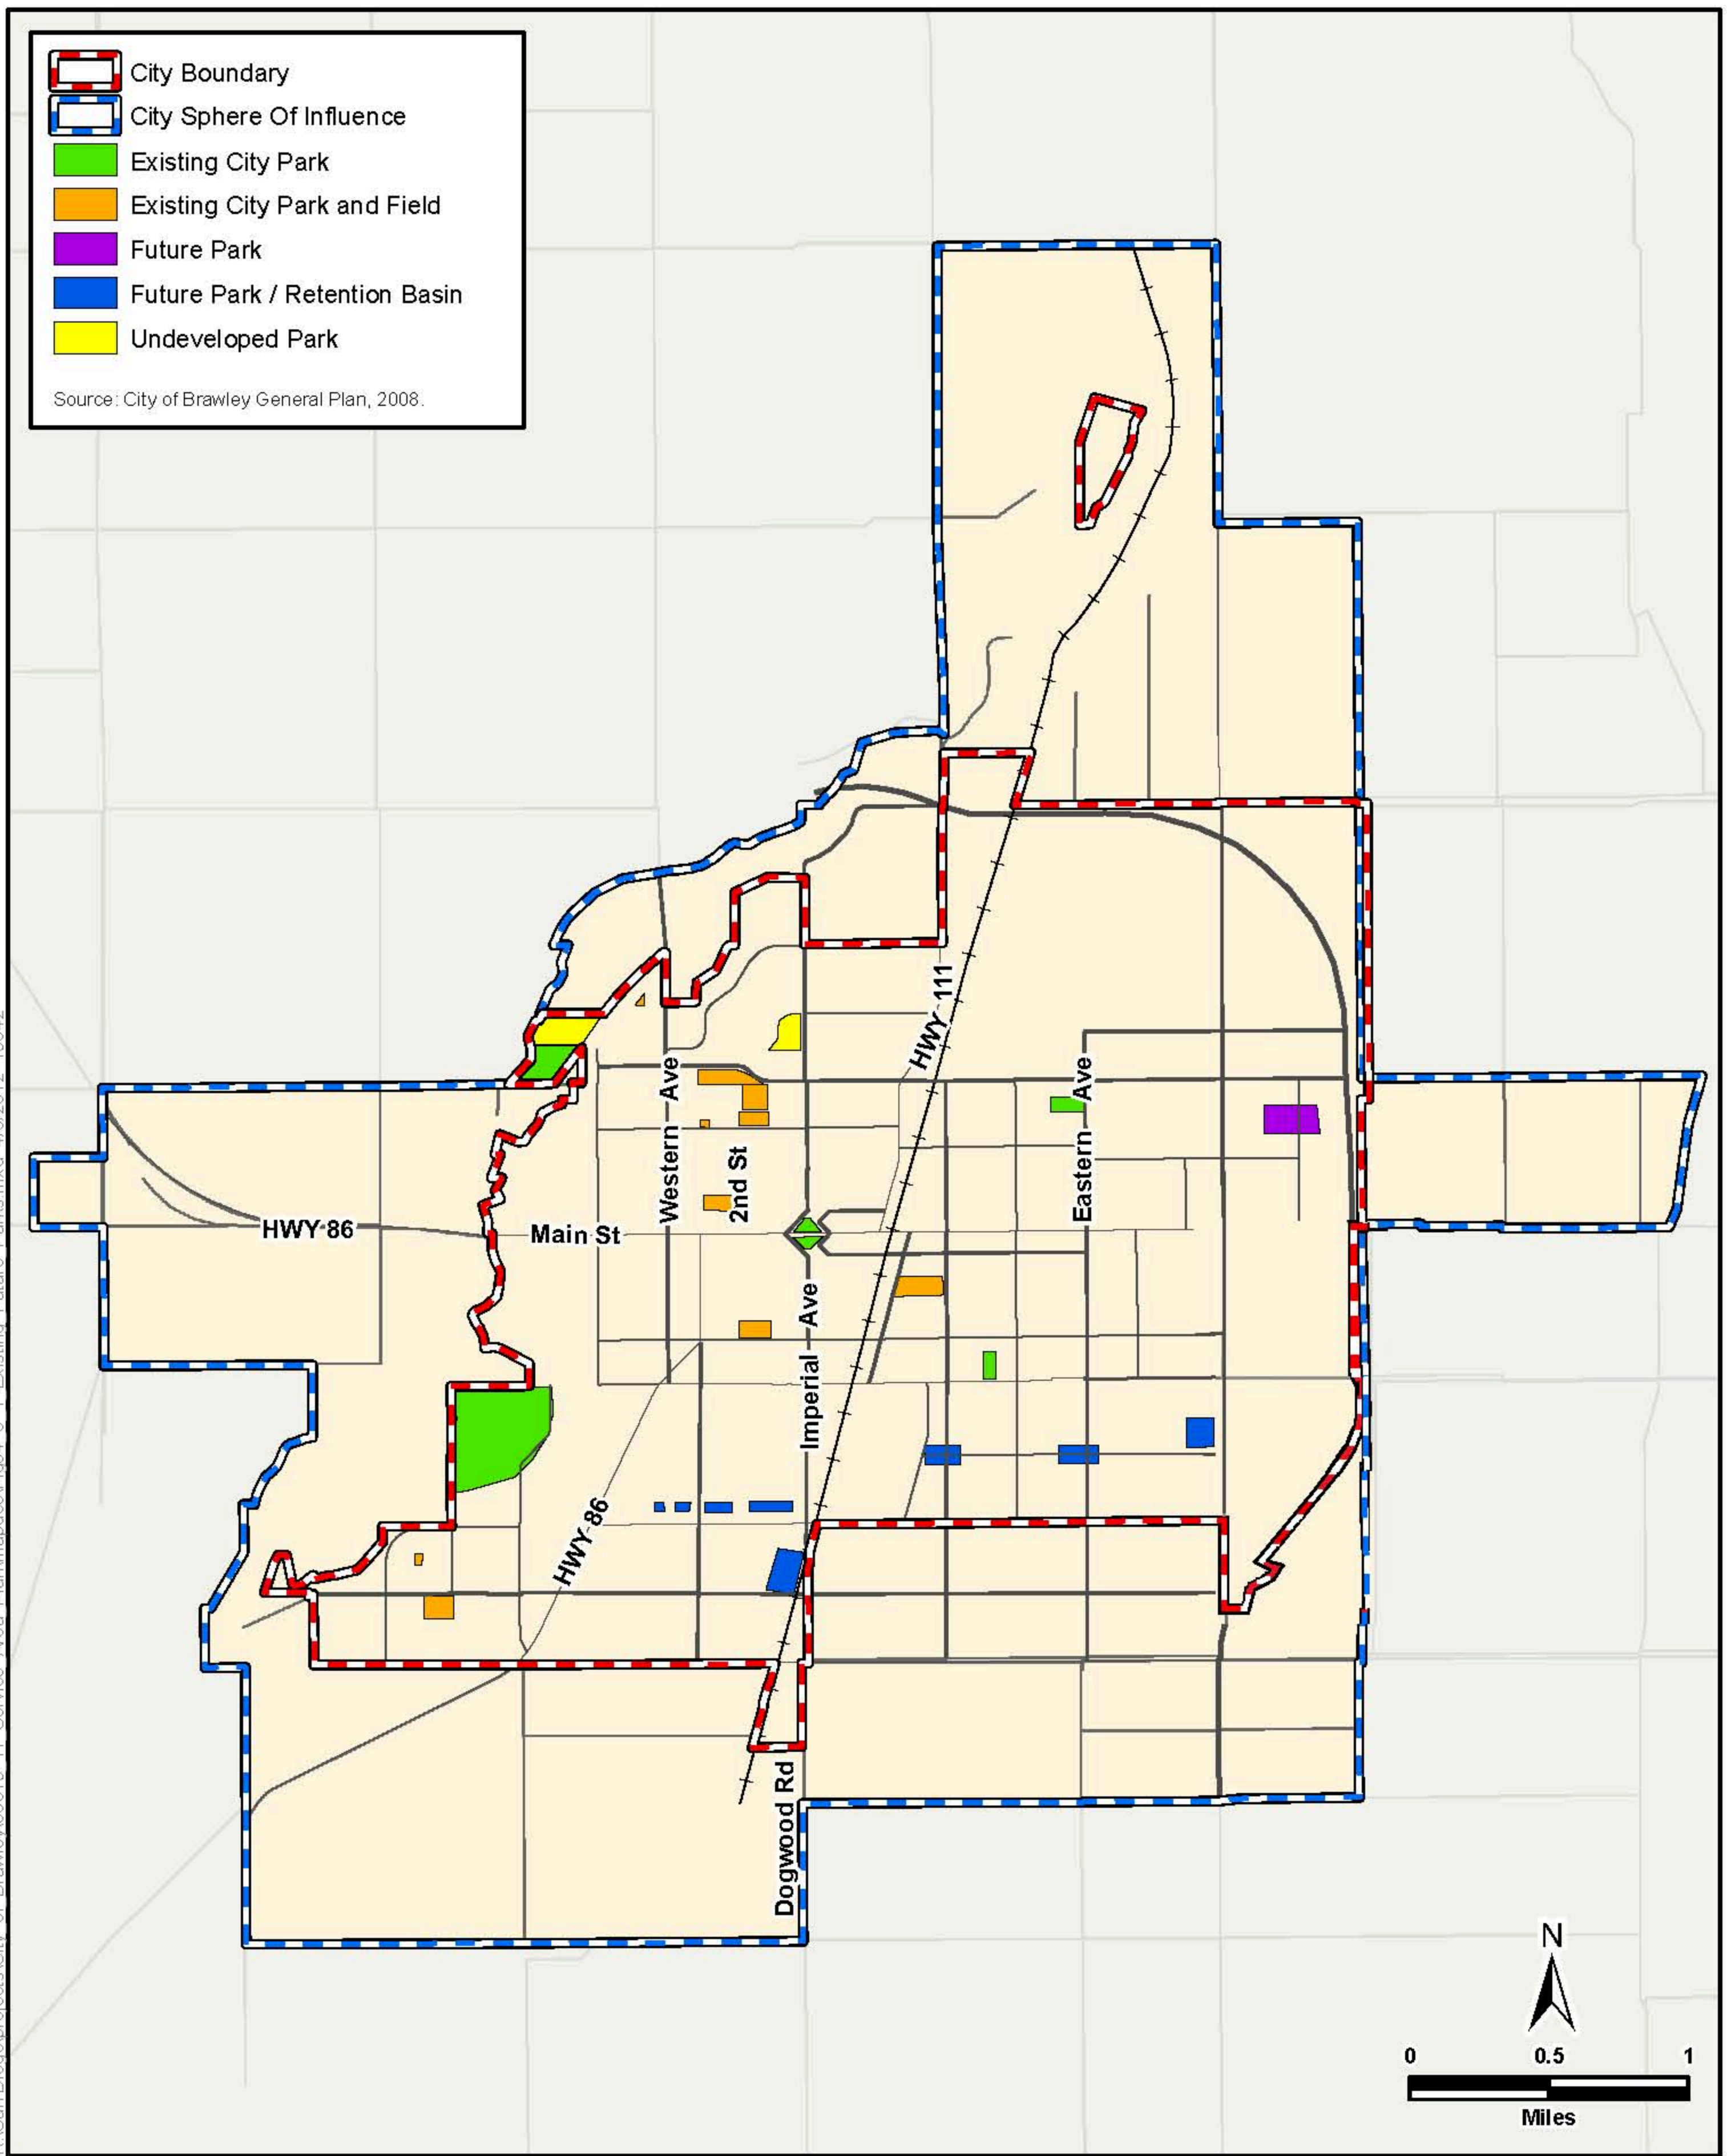 City Boundary
City Sphere Of Influence
Existing City Park
Existing City Park and Field
Future Park
Future Park / Retention Basin
Undeveloped Park
Source: City of Brawley General Plan, 2008.
HWY 111
Western Ave
2nd St
Eastern Ave
HWY 86
Main St
Imperial Ave
HWY 86
Dogwood Rd
N
0 0.5 1
Miles